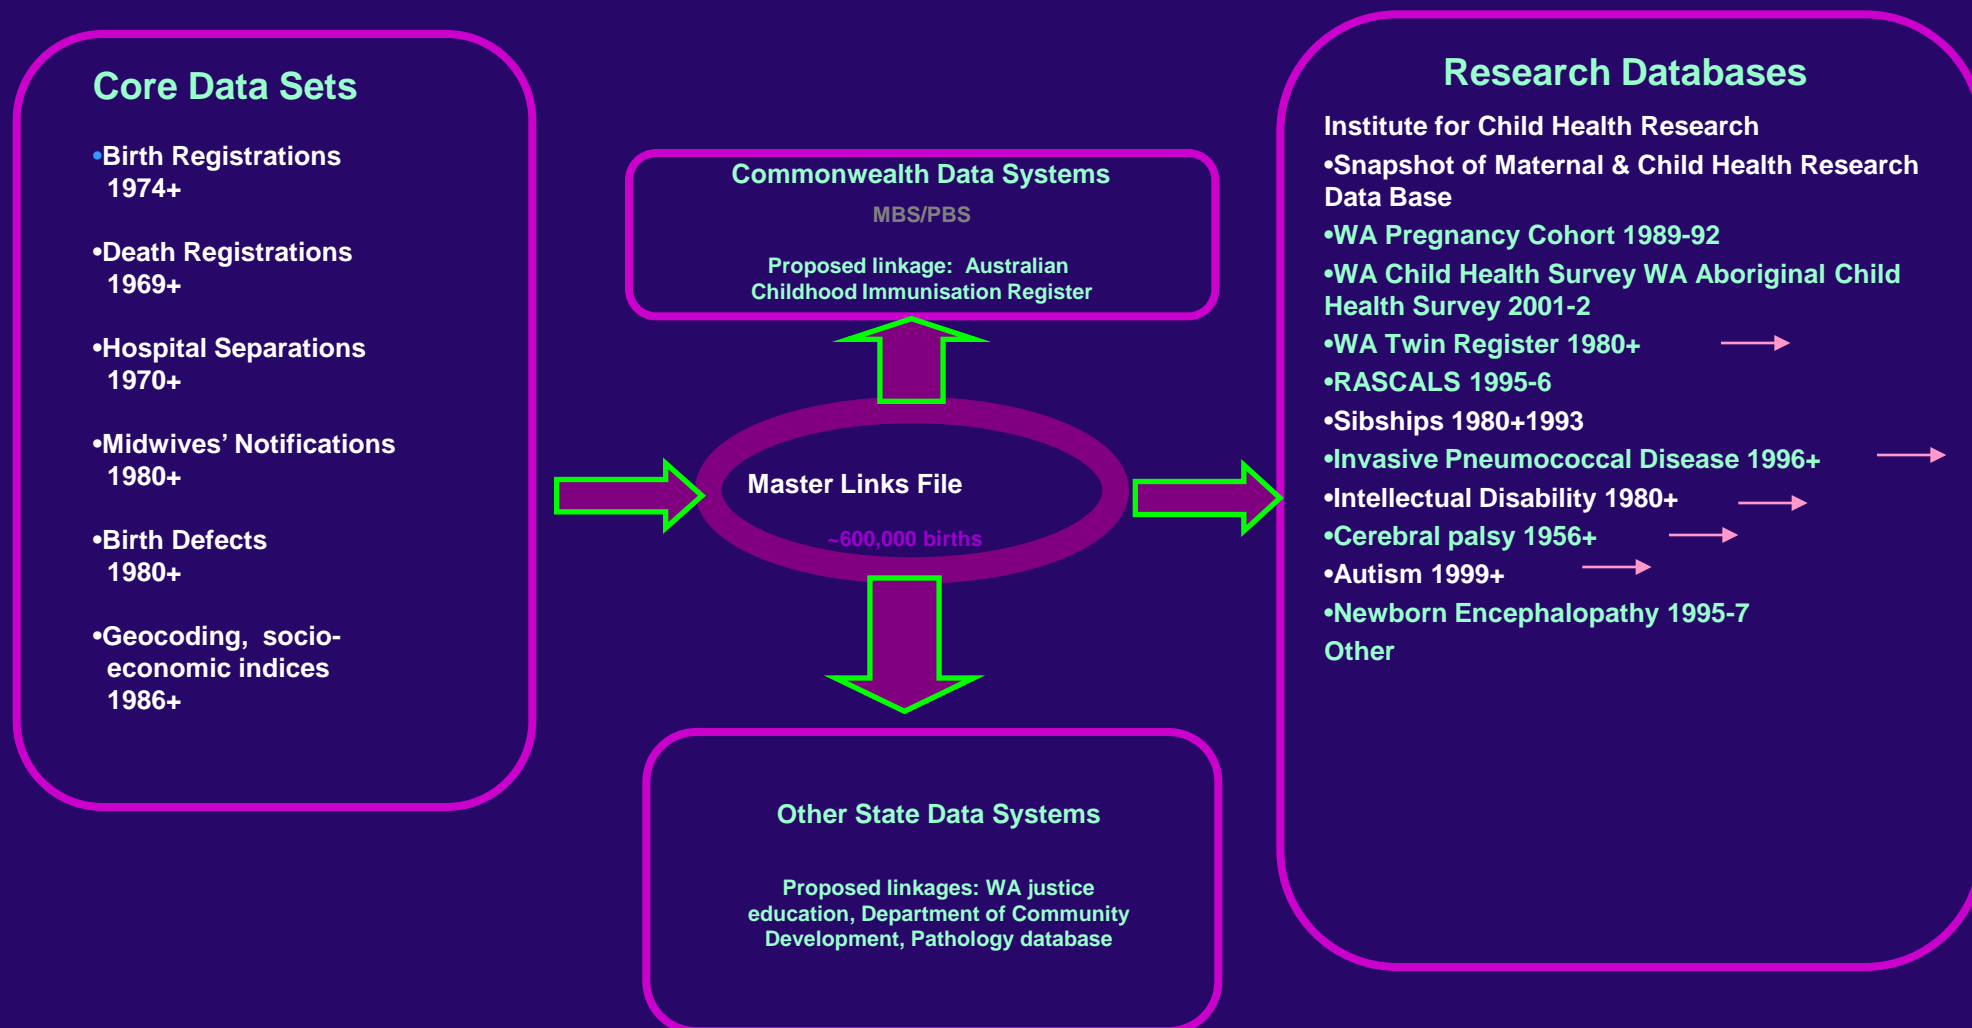 Core Data Sets
•Birth Registrations
1974+
•Death Registrations
1969+
•Hospital Separations
1970+
•Midwives’ Notifications
1980+
•Birth Defects
1980+
•Geocoding, socio-
economic indices
1986+
Commonwealth Data Systems
MBS/PBS
Proposed linkage: Australian
Childhood Immunisation Register
Master Links File
~600,000 births
Other State Data Systems
Proposed linkages: WA justice
education, Department of Community
Development, Pathology database
Research Databases
Institute for Child Health Research
•Snapshot of Maternal & Child Health Research
Data Base
•WA Pregnancy Cohort 1989-92
•WA Child Health Survey WA Aboriginal Child
Health Survey 2001-2
•WA Twin Register 1980+
•RASCALS 1995-6
•Sibships 1980+1993
•Invasive Pneumococcal Disease 1996+
•Intellectual Disability 1980+
•Cerebral palsy 1956+
•Autism 1999+
•Newborn Encephalopathy 1995-7
Other